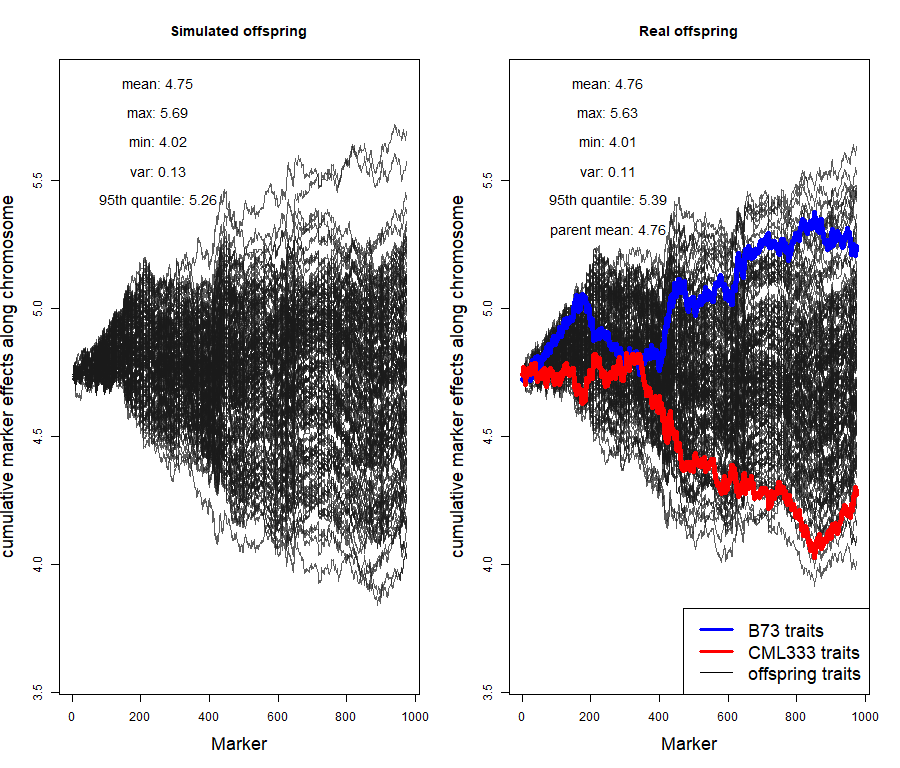 Simulated offspring
mean: 4.75
max: 5.69
min: 4.02
var: 0.13
95th quantile: 5.26
cumulative marker effects along chromosome
5.5
5.0
4.5
4.0
3.5
0 200 400 600 800 1000
Marker
Real offspring
mean: 4.76
max: 5.63
min: 4.01
var: 0.11
95th quantile: 5.39
parent mean: 4.76
cumulative marker effects along chromosome
5.5
5.0
4.5
4.0
3.5
B73 traits
CML333 traits
offspring traits
0 200 400 600 800 1000
Marker